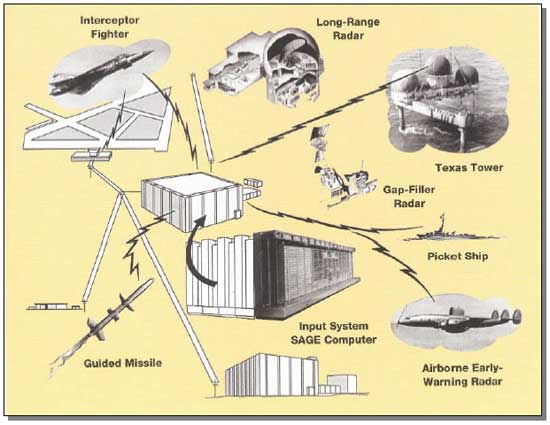 Interceptor
Fighter
Long-Range
Radar
Texas Tower
Gap-Filler
Radar
Picket Ship
Input System
SAGE Computer
Guided Missile
Airborne Early-
Warning Radar